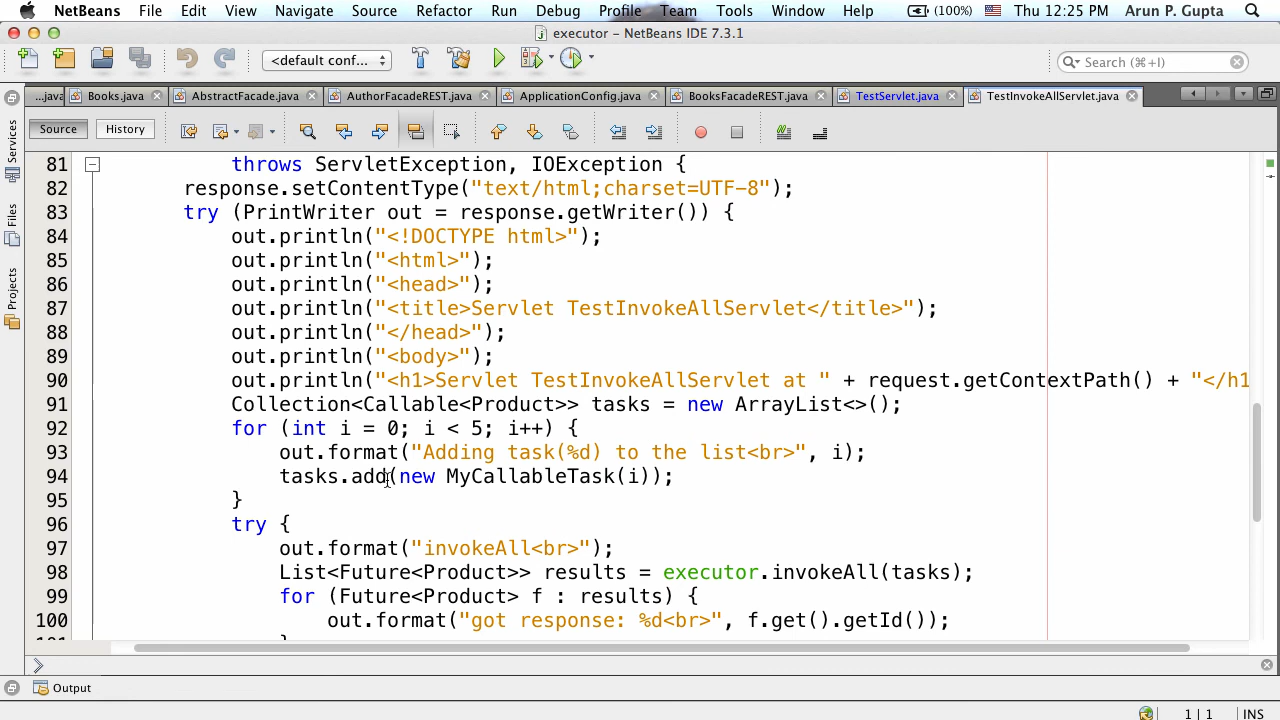 NetBeans File Edit View Navigate Source Refactor Run Debug Profile Team Tools Window Help (100%) Thu 12:25 PM Arun P. Gupta
executor – NetBeans IDE 7.3.1
<default conf... Search (⌘+I)
...java Books.java AbstractFacade.java AuthorFacadeREST.java ApplicationConfig.java BooksFacadeREST.java TestServlet.java TestInvokeAllServlet.java
Source History
Services
Files
Projects
81 throws ServletException, IOException {
82 response.setContentType("text/html;charset=UTF-8");
83 try (PrintWriter out = response.getWriter()) {
84 out.println("<!DOCTYPE html>");
85 out.println("<html>");
86 out.println("<head>");
87 out.println("<title>Servlet TestInvokeAllServlet</title>");
88 out.println("</head>");
89 out.println("<body>");
90 out.println("<h1>Servlet TestInvokeAllServlet at " + request.getContextPath() + "</h1
91 Collection<Callable<Product>> tasks = new ArrayList<>();
92 for (int i = 0; i < 5; i++) {
93 out.format("Adding task(%d) to the list<br>", i);
94 tasks.add(new MyCallableTask(i));
95 }
96 try {
97 out.format("invokeAll<br>");
98 List<Future<Product>> results = executor.invokeAll(tasks);
99 for (Future<Product> f : results) {
100 out.format("got response: %d<br>", f.get().getId());
Output
1 | 1 INS